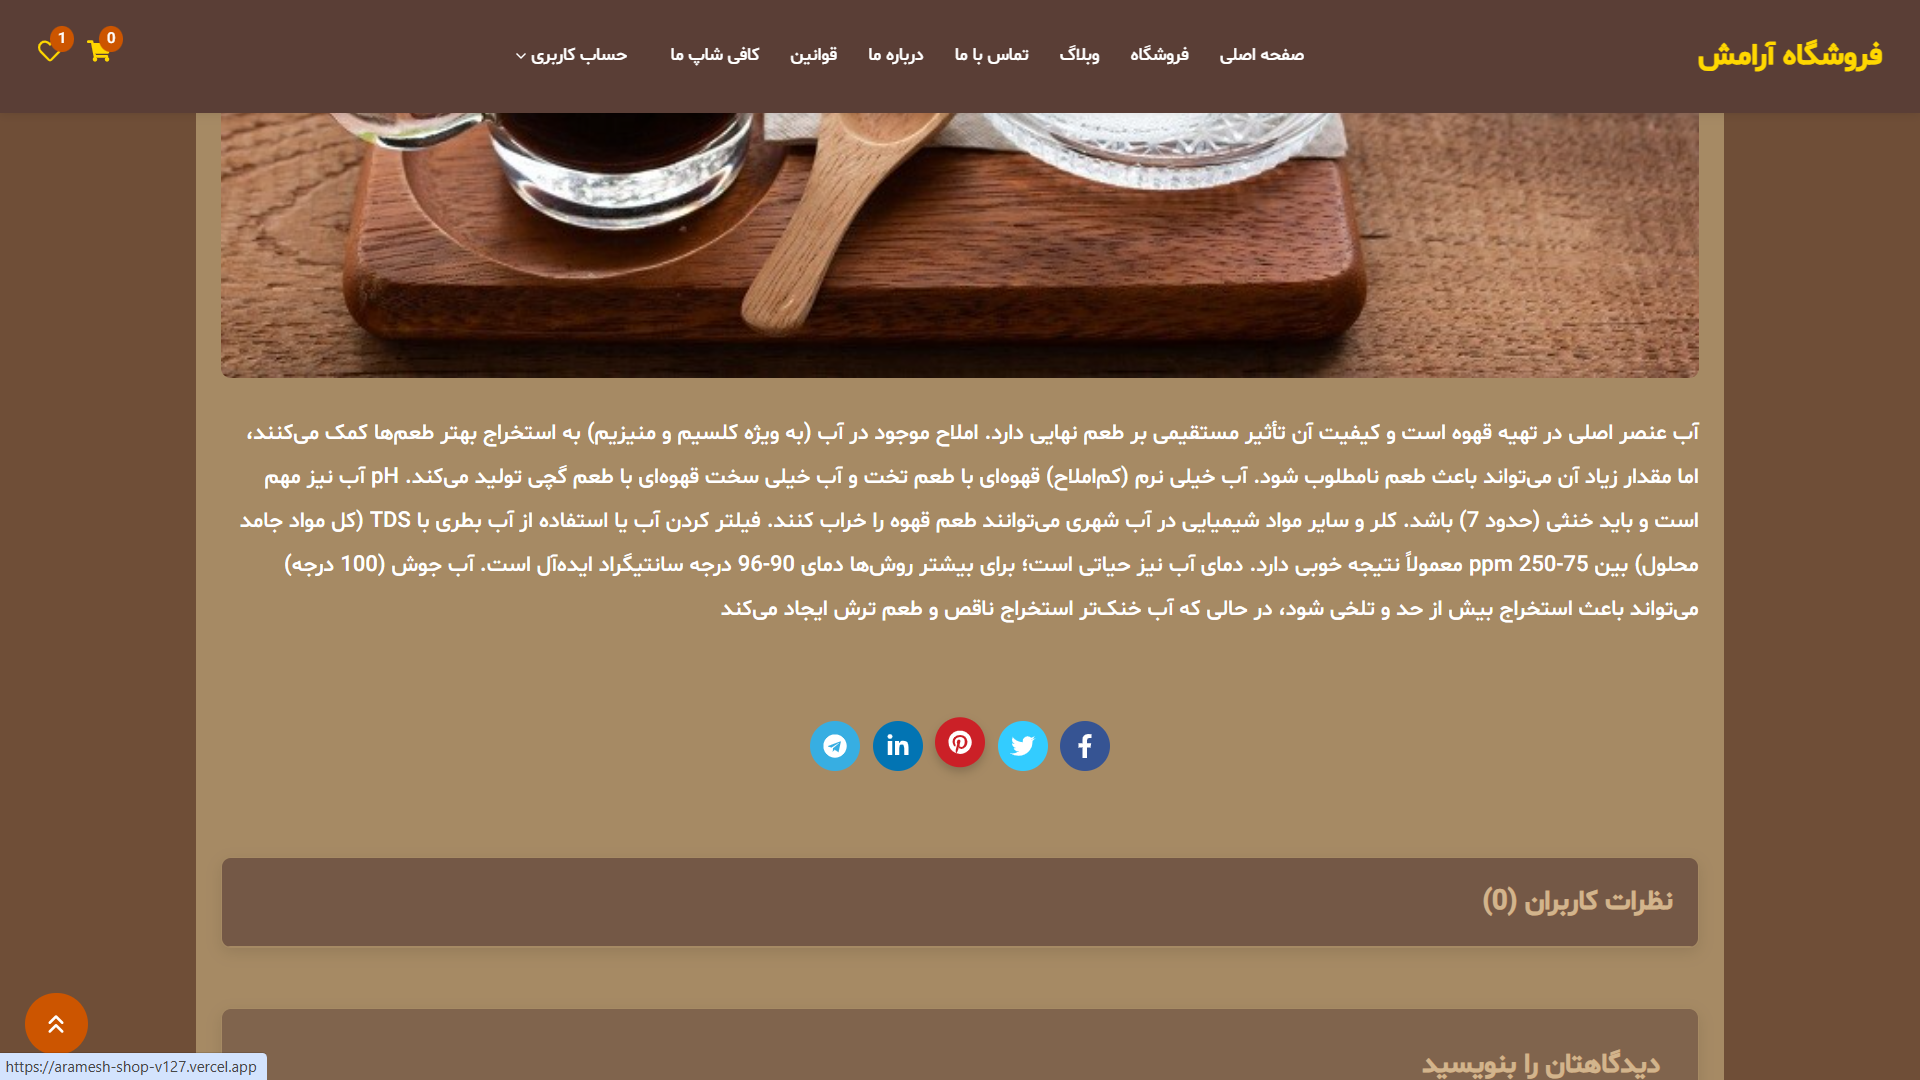 فروشگاه آرامش
صفحه اصلی
فروشگاه
وبلاگ
تماس با ما
درباره ما
قوانین
کافی شاپ ما
حساب کاربری
0
1
آب عنصر اصلی در تهیه قهوه است و کیفیت آن تأثیر مستقیمی بر طعم نهایی دارد. املاح موجود در آب (به ویژه کلسیم و منیزیم) به استخراج بهتر طعم‌ها کمک می‌کنند،
اما مقدار زیاد آن می‌تواند باعث طعم نامطلوب شود. آب خیلی نرم (کم‌املاح) قهوه‌ای با طعم تخت و آب خیلی سخت قهوه‌ای با طعم گچی تولید می‌کند. pH آب نیز مهم
است و باید خنثی (حدود 7) باشد. کلر و سایر مواد شیمیایی در آب شهری می‌توانند طعم قهوه را خراب کنند. فیلتر کردن آب یا استفاده از آب بطری با TDS (کل مواد جامد
محلول) بین 75-250 ppm معمولاً نتیجه خوبی دارد. دمای آب نیز حیاتی است؛ برای بیشتر روش‌ها دمای 90-96 درجه سانتیگراد ایده‌آل است. آب جوش (100 درجه)
می‌تواند باعث استخراج بیش از حد و تلخی شود، در حالی که آب خنک‌تر استخراج ناقص و طعم ترش ایجاد می‌کند
نظرات کاربران (0)
دیدگاهتان را بنویسید
https://aramesh-shop-v127.vercel.app